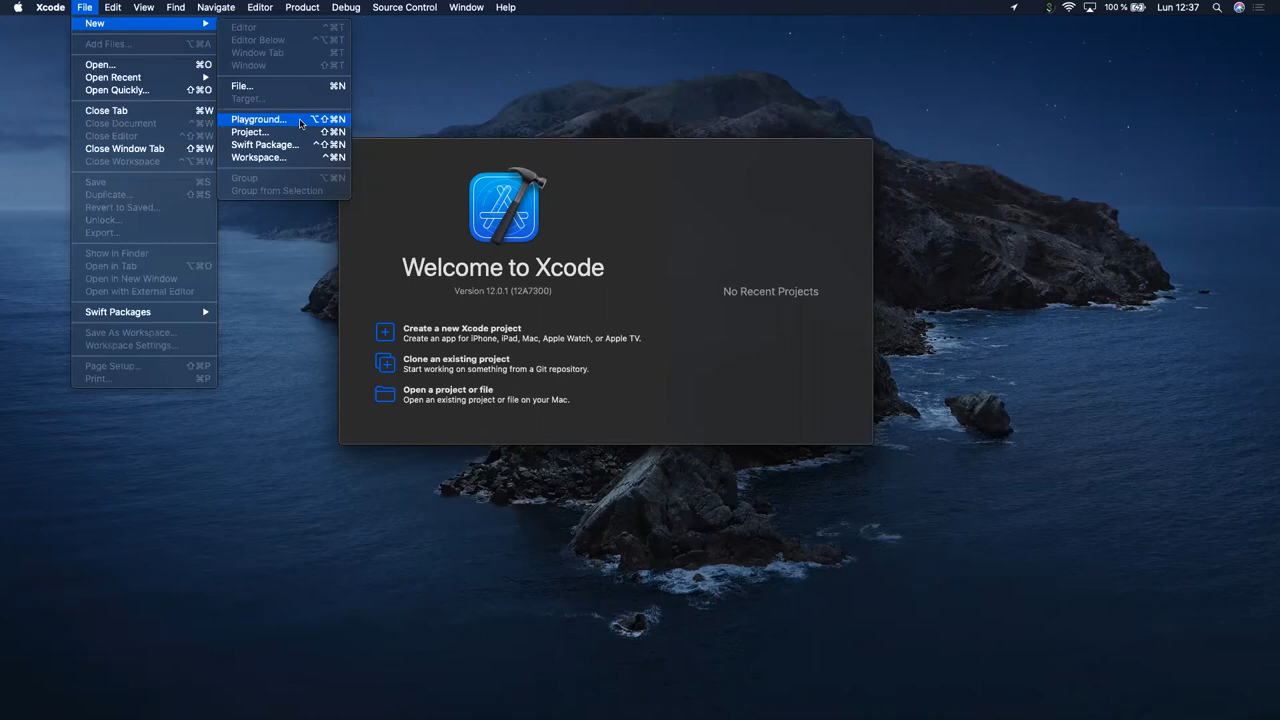 Xcode File Edit View Find Navigate Editor Product Debug Source Control Window Help 100 % Lun 12:37
New
Add Files... ⌥⌘A
Open... ⌘O
Open Recent
Open Quickly... ⇧⌘O
Close Tab ⌘W
Close Document ⌥⌘W
Close Editor ^⇧⌘W
Close Window Tab ⇧⌘W
Close Workspace ^⌥⌘W
Save ⌘S
Duplicate... ⇧⌘S
Revert to Saved...
Unlock...
Export...
Show in Finder
Open in Tab ⌥⌘O
Open in New Window
Open with External Editor
Swift Packages
Save As Workspace...
Workspace Settings...
Page Setup... ⇧⌘P
Print... ⌘P
Editor ^⌘T
Editor Below ^⌥⌘T
Window Tab ⌘T
Window ⇧⌘T
File... ⌘N
Target...
Playground... ⌥⇧⌘N
Project... ⇧⌘N
Swift Package... ^⇧⌘N
Workspace... ^⌘N
Group ⌥⌘N
Group from Selection
Welcome to Xcode
Version 12.0.1 (12A7300)
Create a new Xcode project
Create an app for iPhone, iPad, Mac, Apple Watch, or Apple TV.
Clone an existing project
Start working on something from a Git repository.
Open a project or file
Open an existing project or file on your Mac.
No Recent Projects